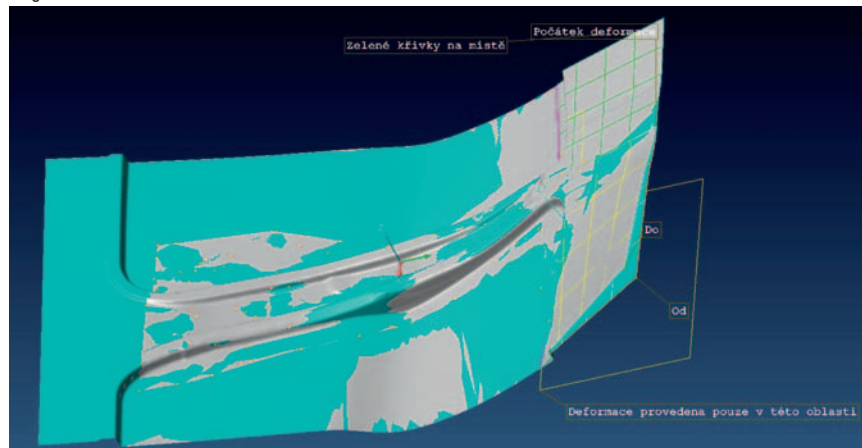 Počátek deformace
Zelené křivky na místě
Do
Od
Deformace provedena pouze v této oblasti